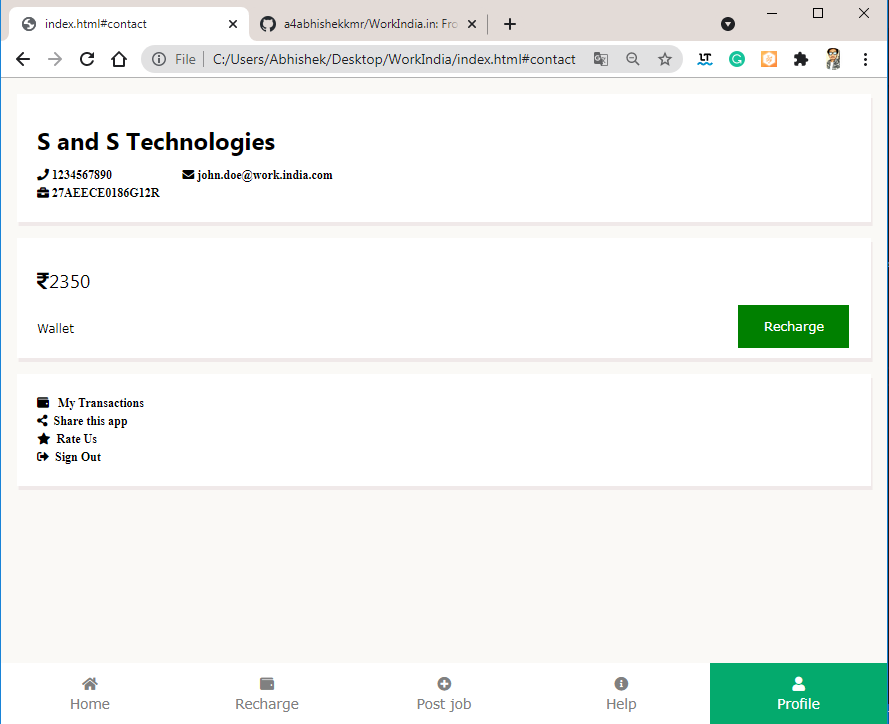 index.html#contact
a4abhishekkmr/WorkIndia.in: Fro
File C:/Users/Abhishek/Desktop/WorkIndia/index.html#contact
S and S Technologies
1234567890 john.doe@work.india.com
27AEECE0186G12R
₹2350
Wallet Recharge
My Transactions
Share this app
Rate Us
Sign Out
Home Recharge Post job Help Profile